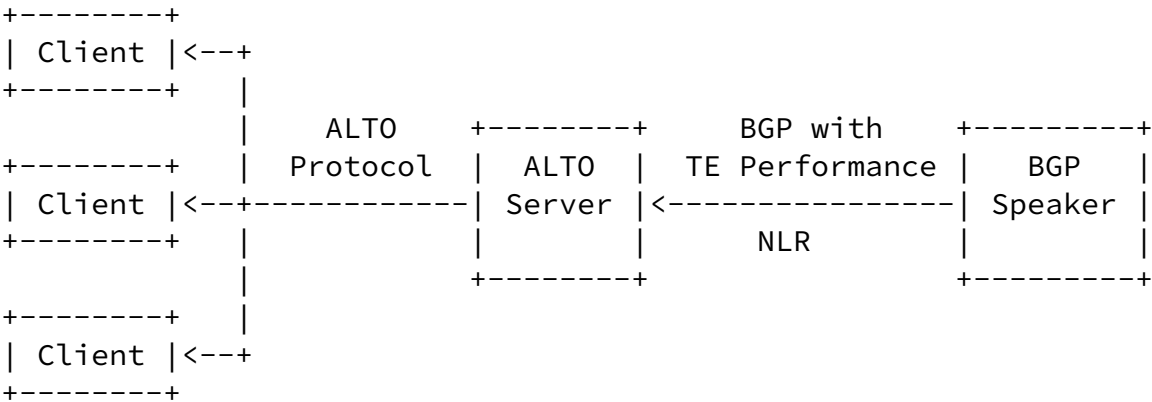 +--------+
| Client |<--+
+--------+   |
             |    ALTO    +--------+     BGP with    +---------+
+--------+   |  Protocol  |  ALTO  |  TE Performance |   BGP   |
| Client |<--+------------| Server |<----------------| Speaker |
+--------+   |            |        |       NLR       |         |
             |            +--------+                 +---------+
+--------+   |
| Client |<--+
+--------+